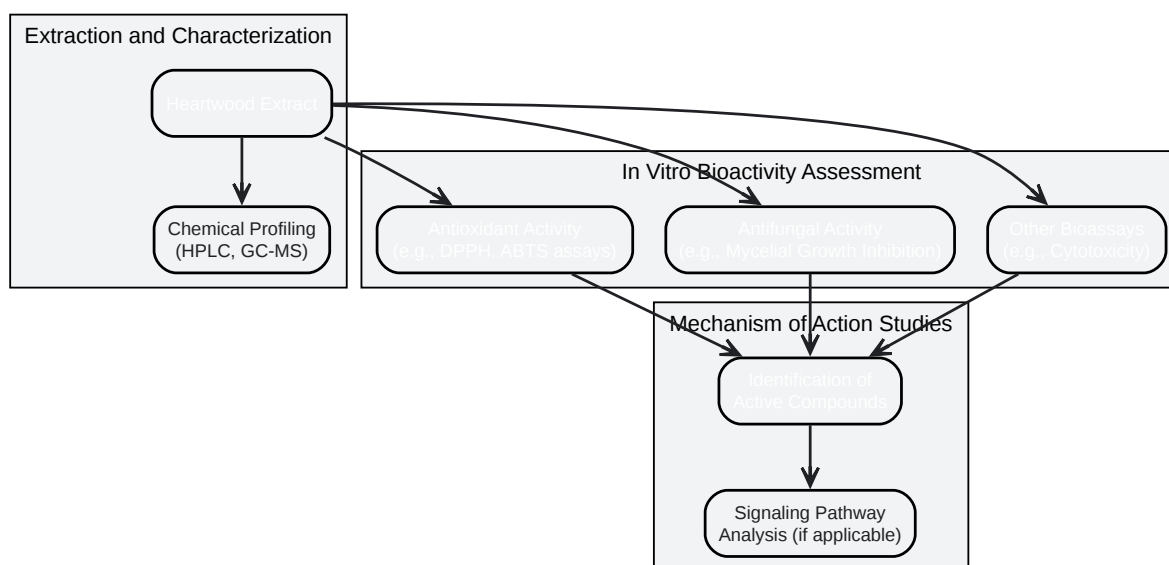 Extraction and Characterization
Heartwood Extract
Chemical Profiling
(HPLC, GC-MS)
In Vitro Bioactivity Assessment
Antioxidant Activity
(e.g., DPPH, ABTS assays)
Antifungal Activity
(e.g., Mycelial Growth Inhibition)
Other Bioassays
(e.g., Cytotoxicity)
Mechanism of Action Studies
Identification of
Active Compounds
Signaling Pathway
Analysis (if applicable)